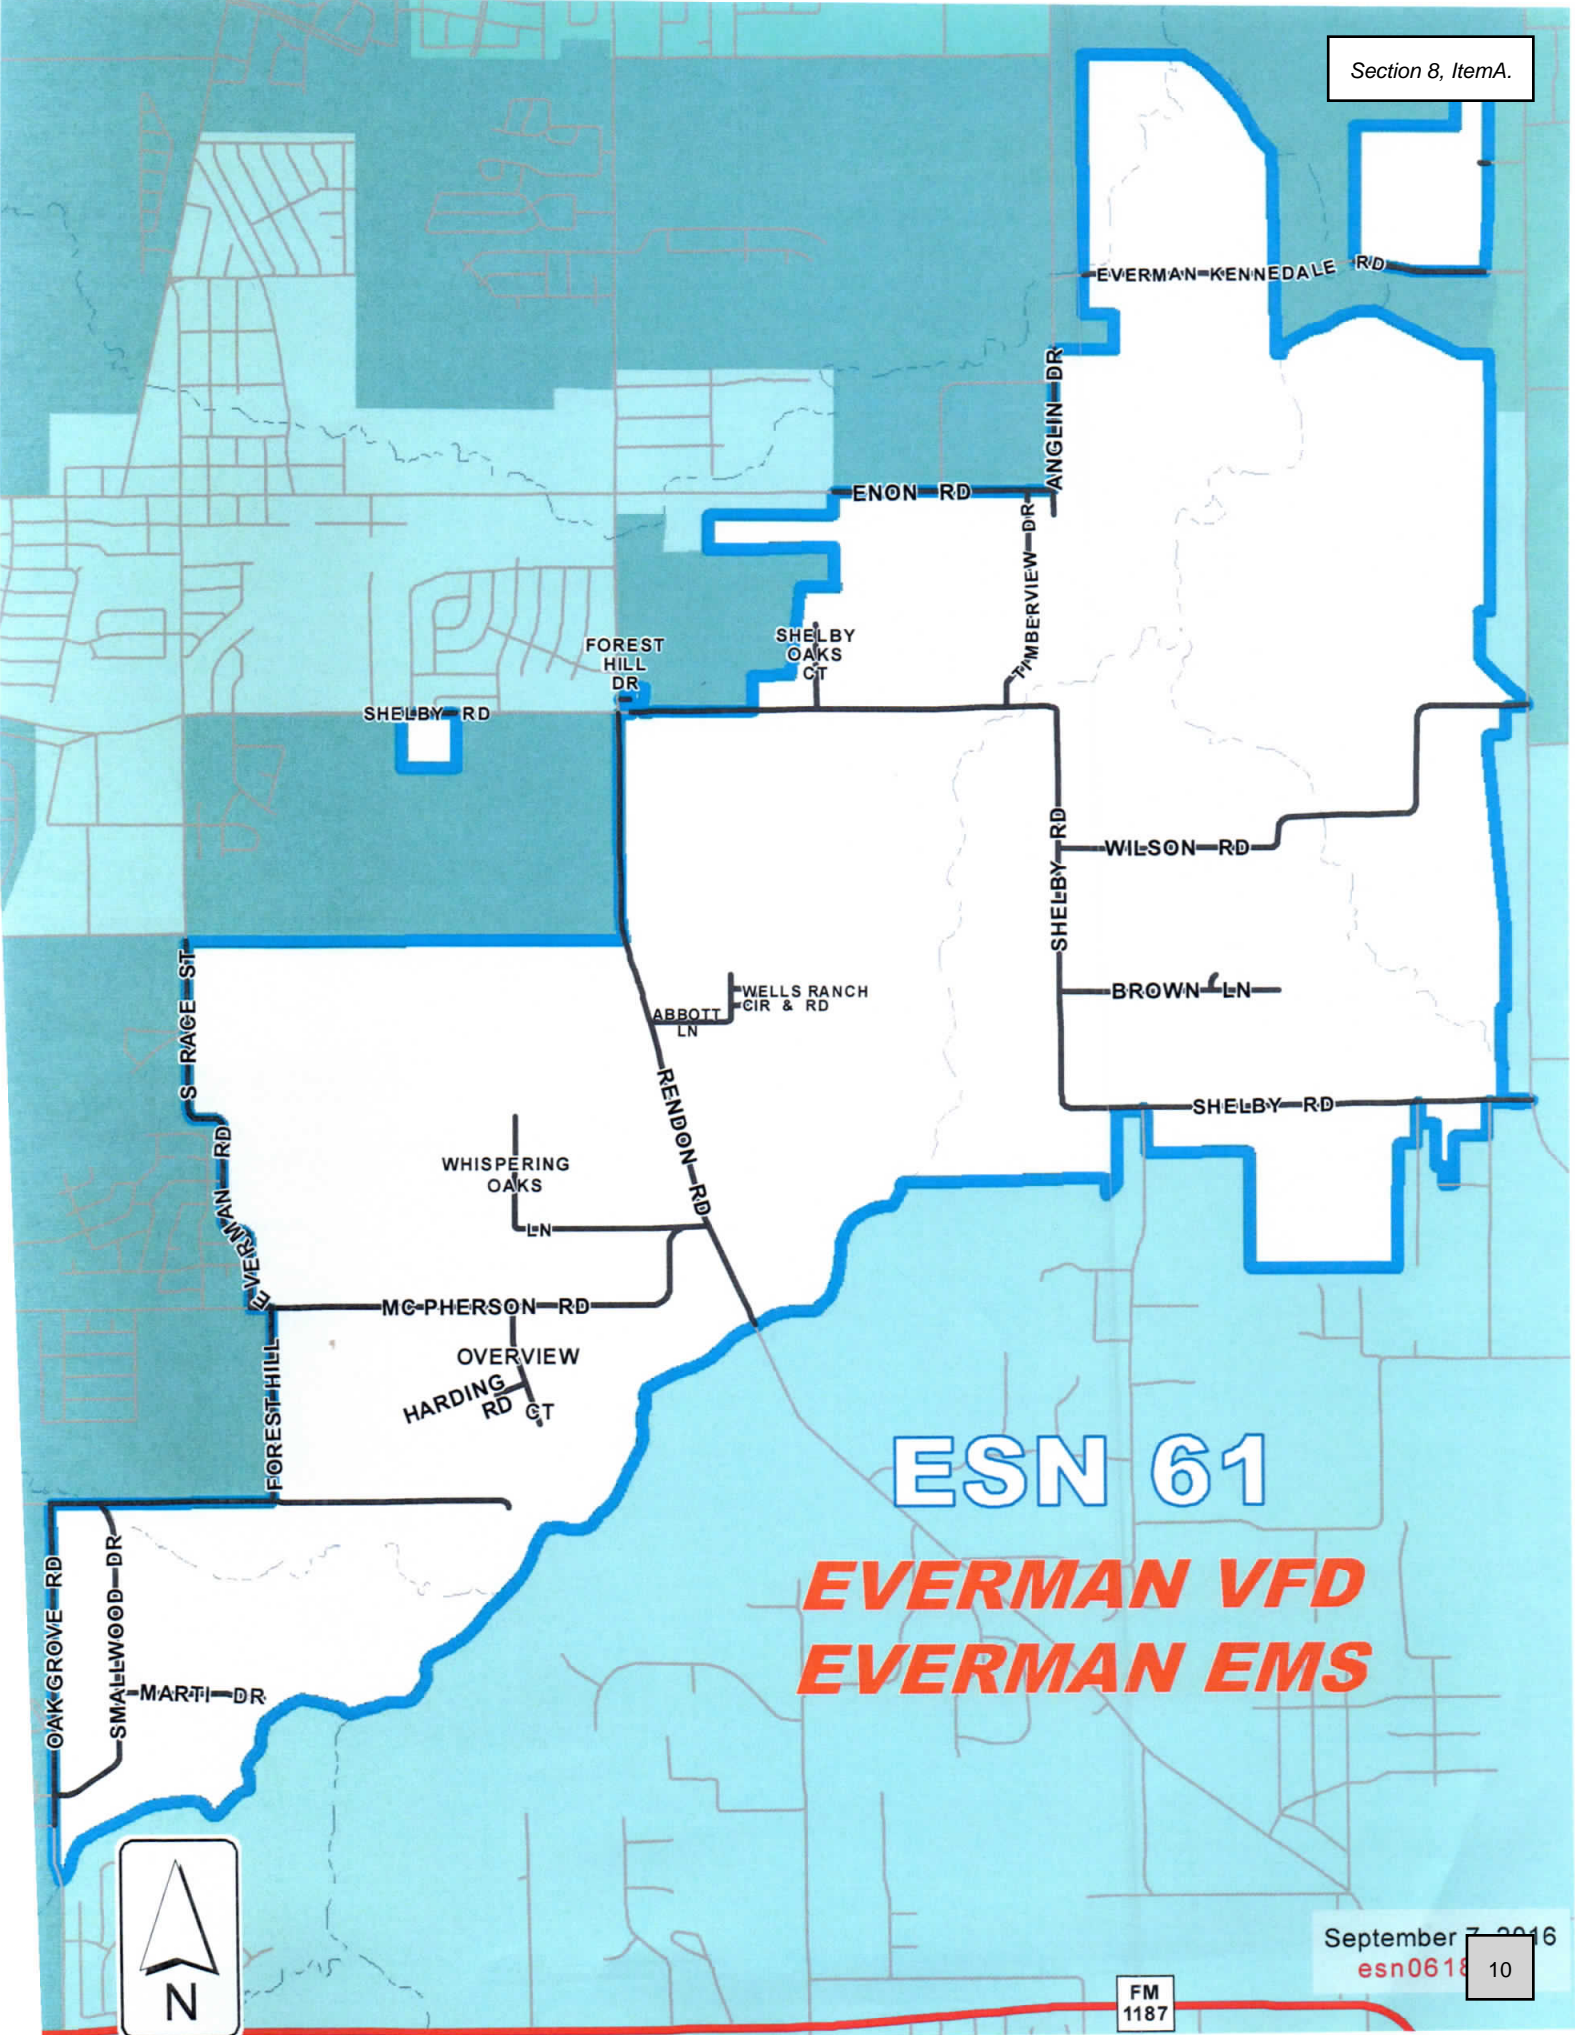 Section 8, ItemA.
EVERMAN-KENNEDALE RD
ANGLIN DR
ENON RD
TIMBERVIEW DR
SHELBY
OAKS
CT
FOREST
HILL
DR
SHELBY RD
SHELBY RD
WILSON RD
S RACE ST
WELLS RANCH
CIR & RD
ABBOTT
LN
BROWN LN
RENDON RD
SHELBY RD
EVERMAN RD
WHISPERING
OAKS
LN
MC PHERSON RD
OVERVIEW
CT
HARDING
RD
FOREST HILL
ESN 61
EVERMAN VFD
EVERMAN EMS
OAK GROVE RD
SMALLWOOD DR
MARTI DR
N
September 7, 2016
esn061
10
FM
1187